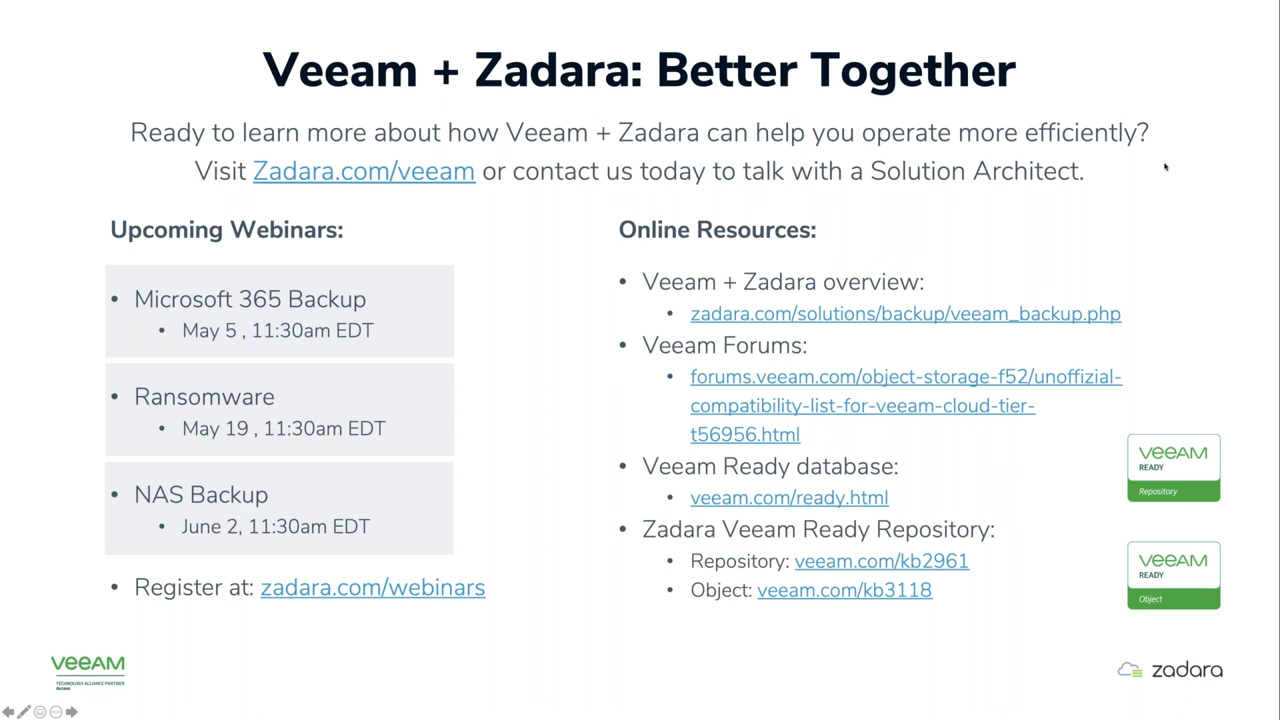 Veeam + Zadara: Better Together
Ready to learn more about how Veeam + Zadara can help you operate more efficiently?
Visit Zadara.com/veeam or contact us today to talk with a Solution Architect.
Upcoming Webinars:
• Microsoft 365 Backup
• May 5 , 11:30am EDT
• Ransomware
• May 19 , 11:30am EDT
• NAS Backup
• June 2, 11:30am EDT
• Register at: zadara.com/webinars
Online Resources:
• Veeam + Zadara overview:
• zadara.com/solutions/backup/veeam_backup.php
• Veeam Forums:
• forums.veeam.com/object-storage-f52/unoffizial-
compatibility-list-for-veeam-cloud-tier-
t56956.html
• Veeam Ready database:
• veeam.com/ready.html
• Zadara Veeam Ready Repository:
• Repository: veeam.com/kb2961
• Object: veeam.com/kb3118
VEEAM
READY
Repository
VEEAM
READY
Object
VEEAM
TECHNOLOGY ALLIANCE PARTNER
Access
zadara